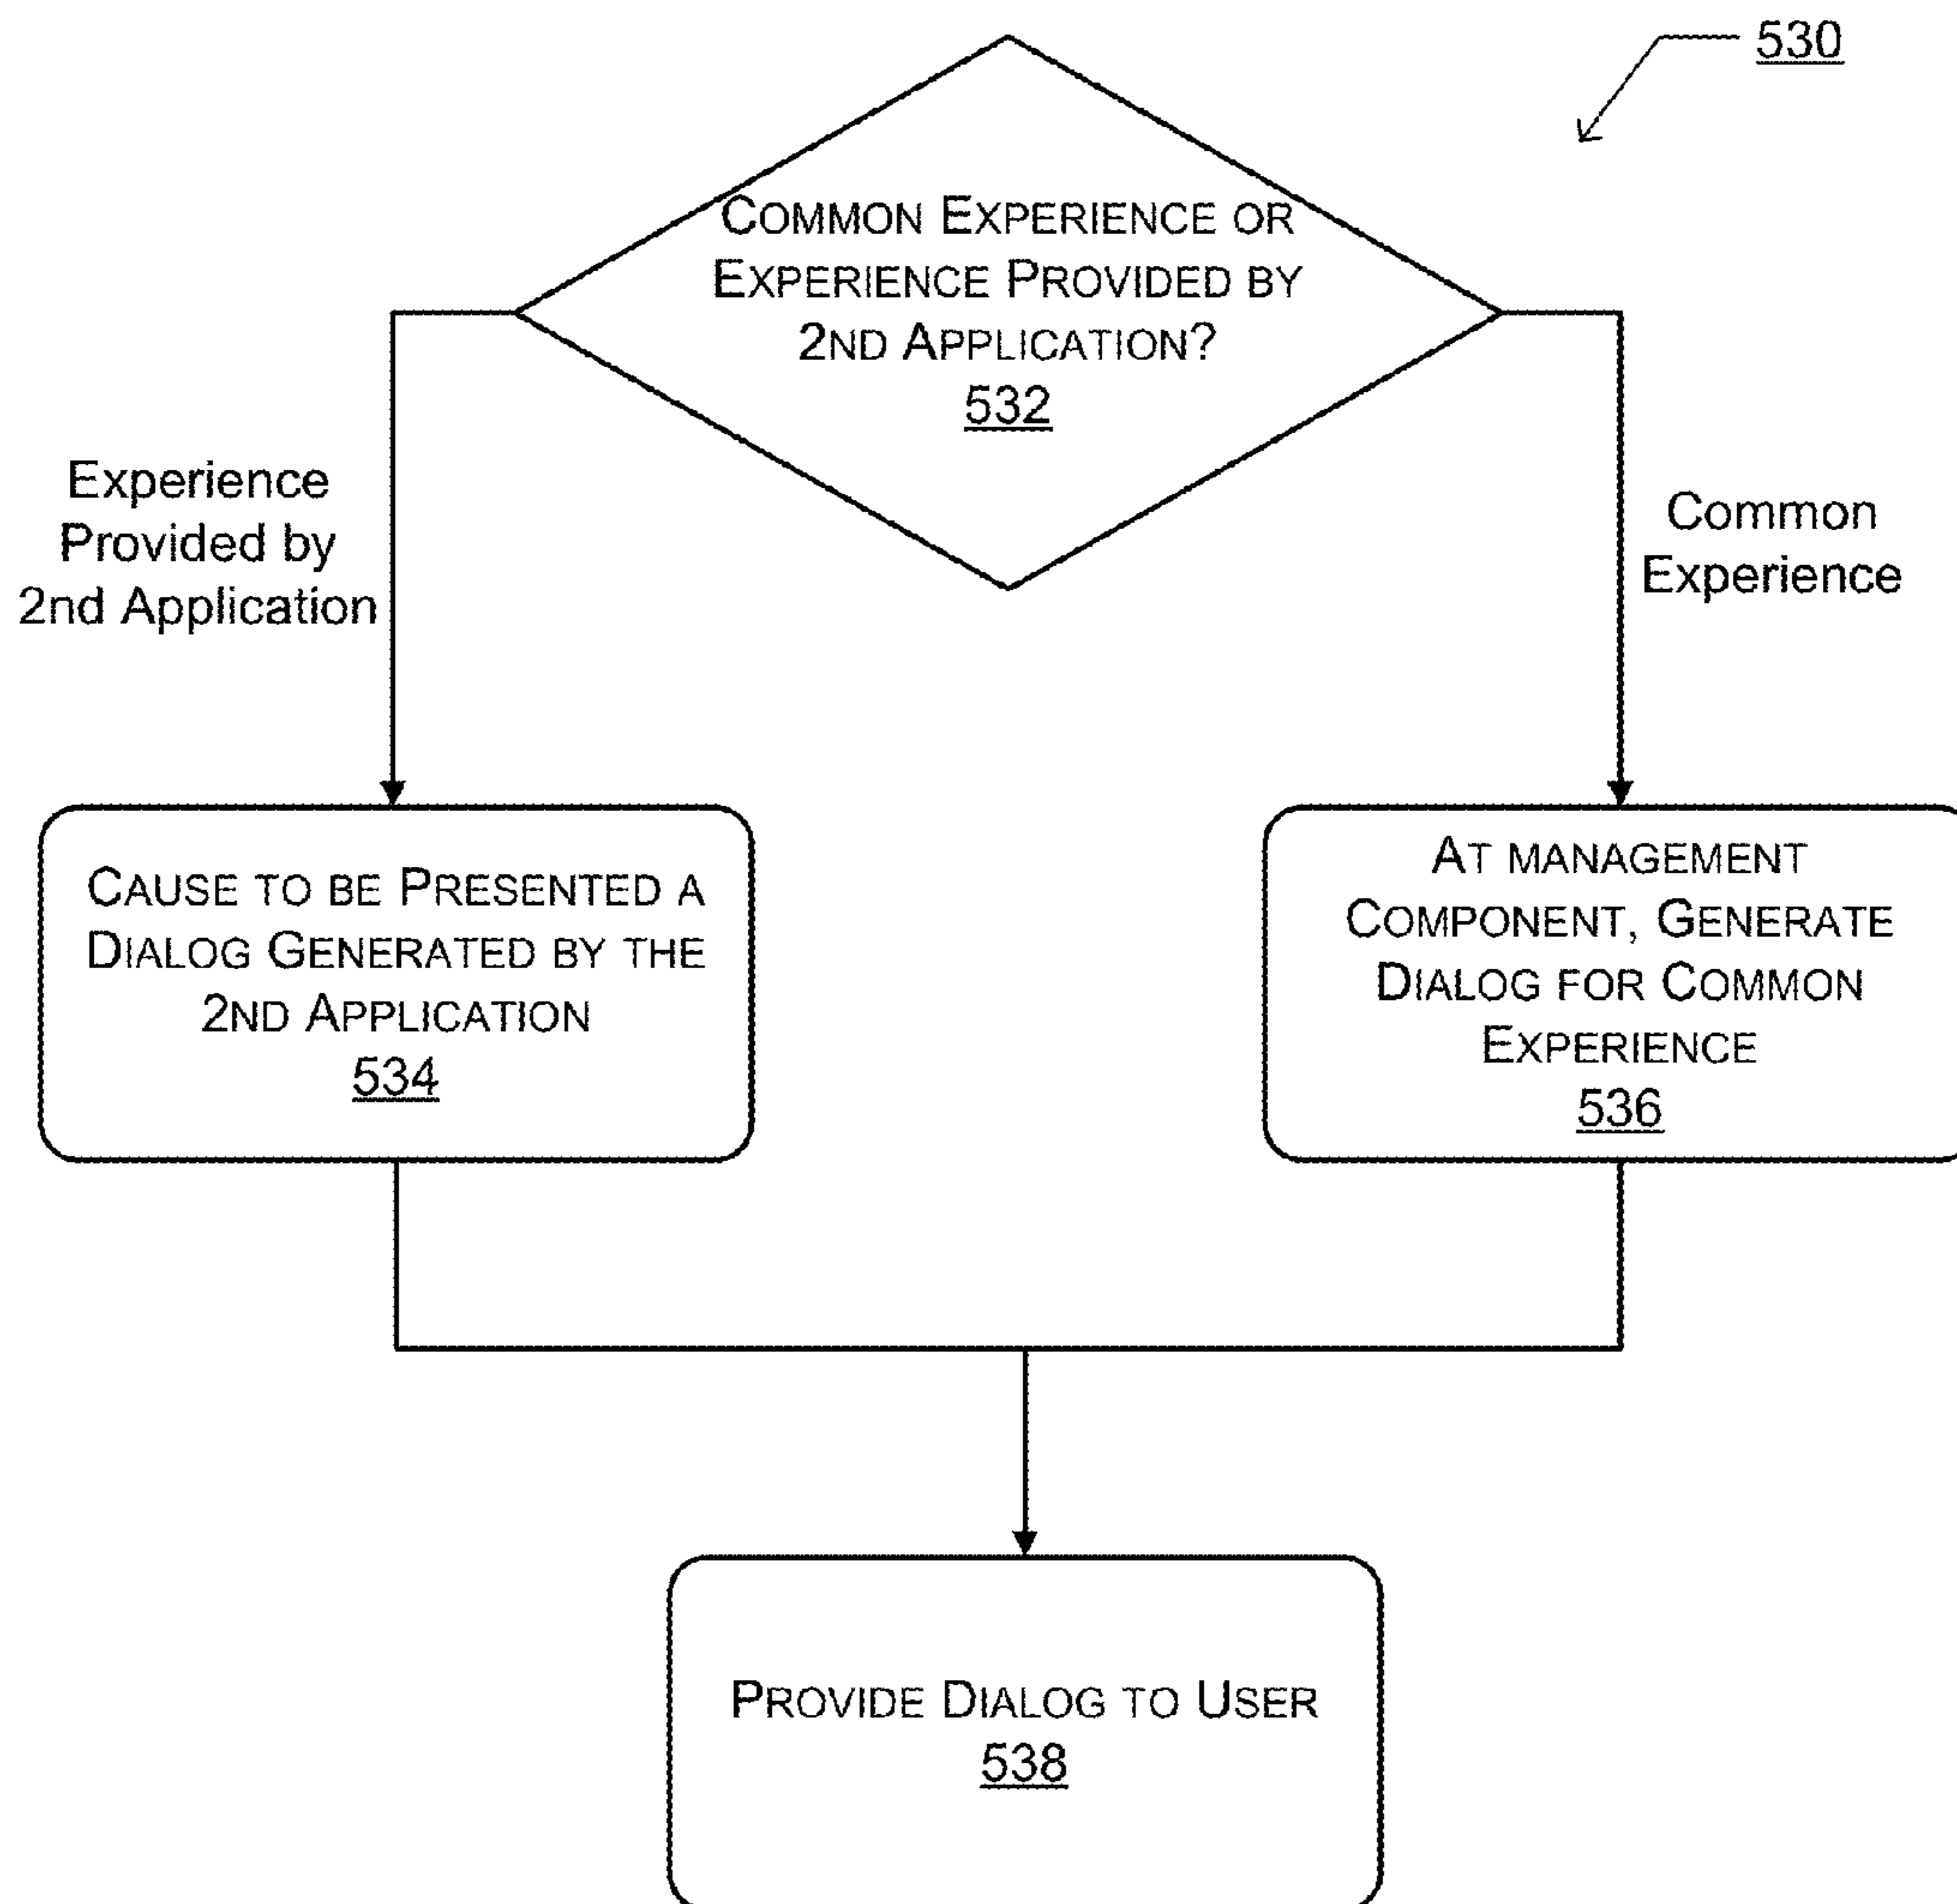 530
COMMON EXPERIENCE OR
EXPERIENCE PROVIDED BY
2ND APPLICATION?
532
Experience
Provided by
2nd Application
Common
Experience
CAUSE TO BE PRESENTED A
DIALOG GENERATED BY THE
2ND APPLICATION
534
AT MANAGEMENT
COMPONENT, GENERATE
DIALOG FOR COMMON
EXPERIENCE
536
PROVIDE DIALOG TO USER
538